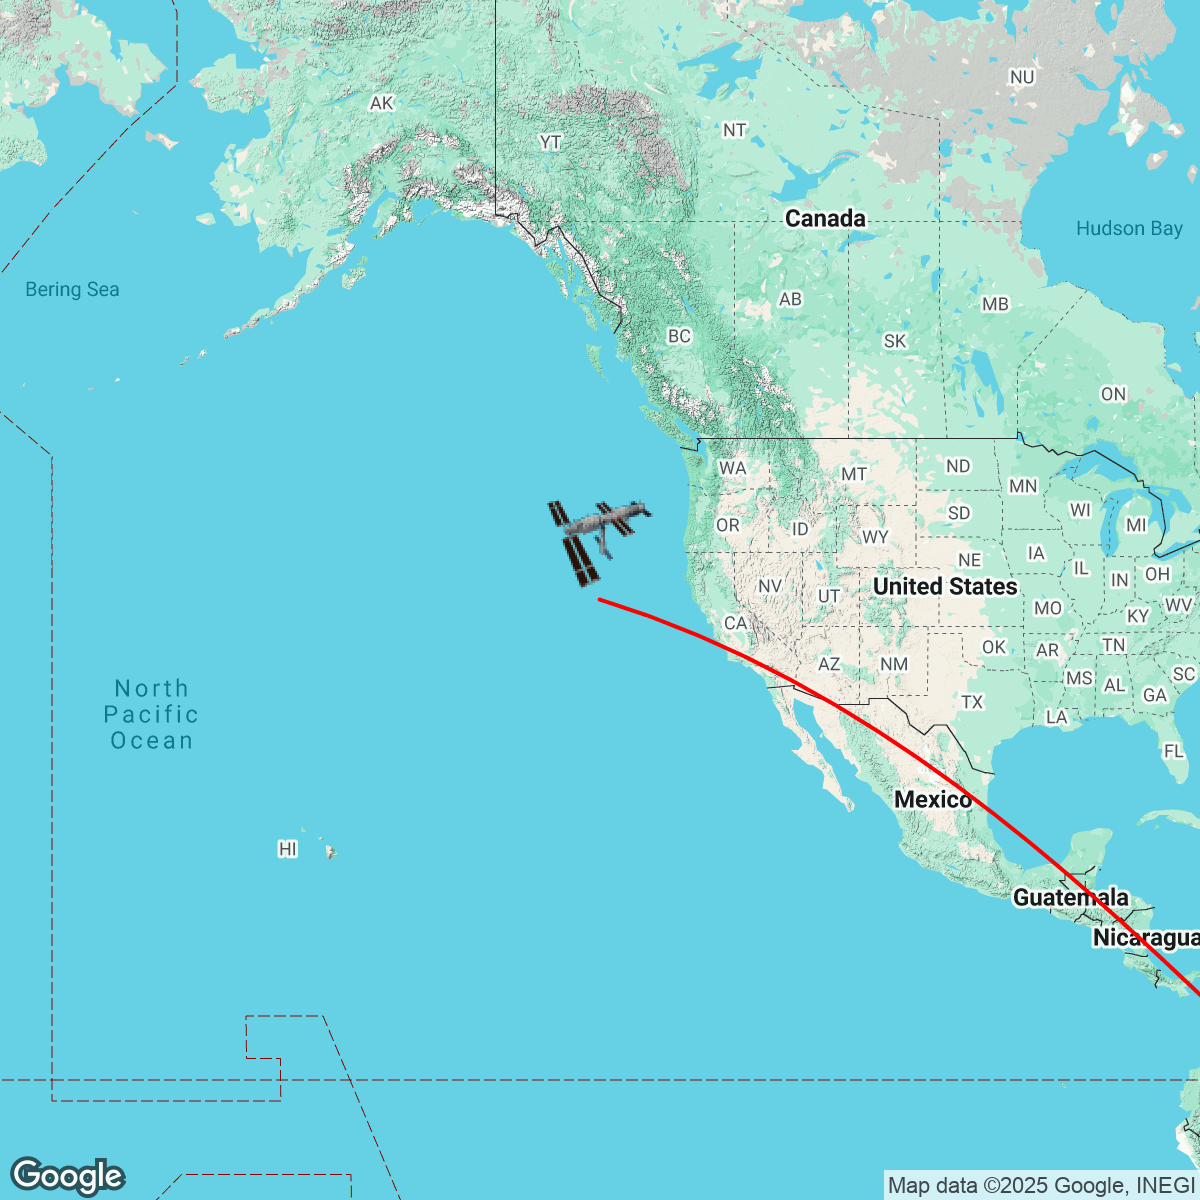 NU
AK
NT
YT
Canada
Hudson Bay
Bering Sea
AB
MB
BC
SK
ON
WA
ND
MT
MN
SD
WI
OR
ID
MI
WY
IA
NE
IL
OH
IN
NV
United States
UT
WV
MO
KY
CA
OK
TN
AR
AZ
NM
SC
MS
AL
GA
North
Pacific
Ocean
TX
LA
FL
Mexico
HI
Guatemala
Nicaragua
Google
Map data ©2025 Google, INEGI